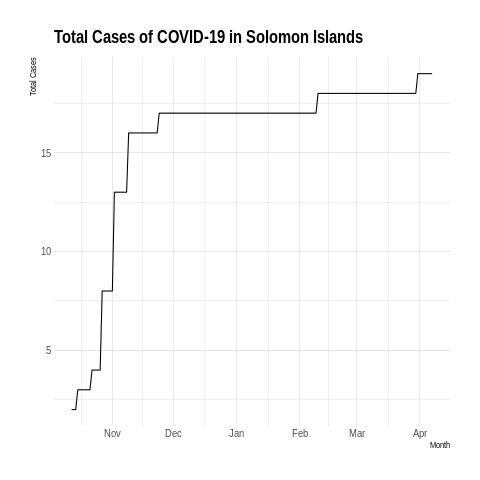 Total Cases of COVID-19 in Solomon Islands
Total Cases
15
10
5
Nov Dec Jan Feb Mar Apr
Month